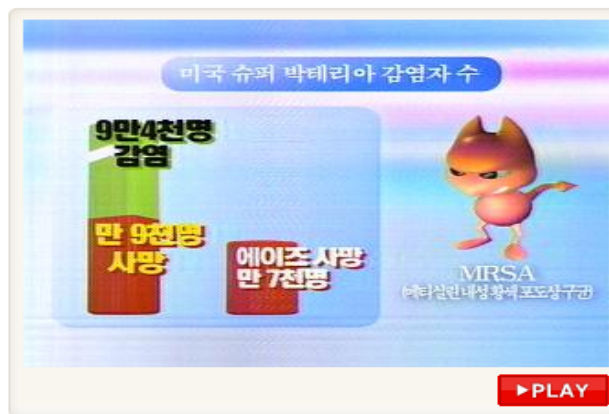 미국 슈퍼 박테리아 감염자 수
9만4천명
감염
만 9천명
사망
에이즈 사망
만 7천명
MRSA
(메티실린 내성 황색 포도상구균)
PLAY